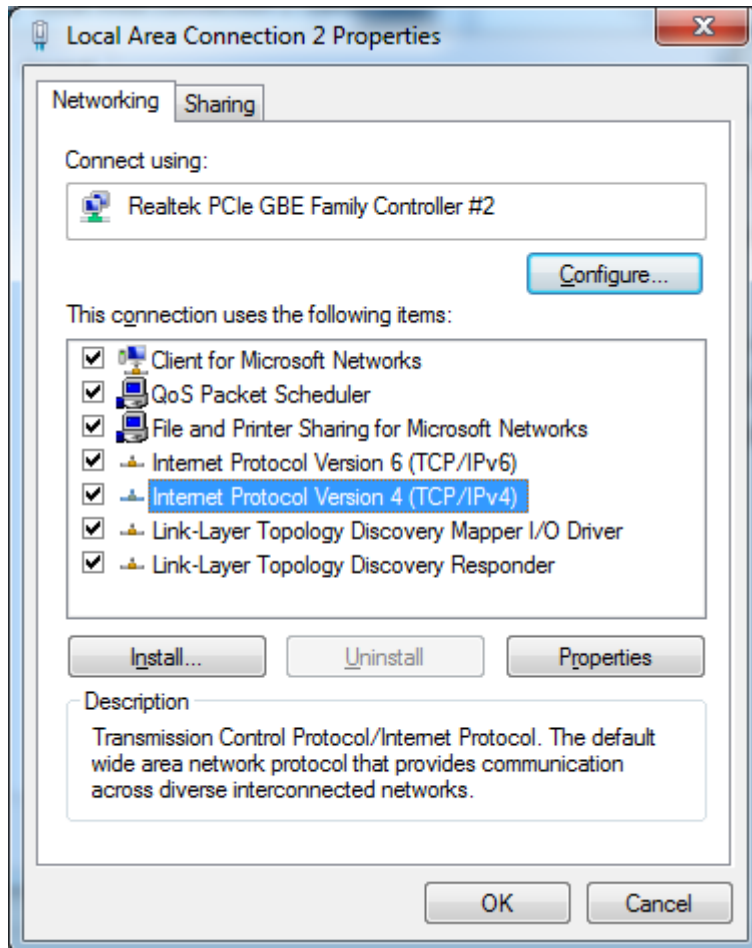 Local Area Connection 2 Properties
Networking
Sharing
Connect using:
Realtek PCIe GBE Family Controller #2
Configure...
This connection uses the following items:
Client for Microsoft Networks
QoS Packet Scheduler
File and Printer Sharing for Microsoft Networks
Internet Protocol Version 6 (TCP/IPv6)
Internet Protocol Version 4 (TCP/IPv4)
Link-Layer Topology Discovery Mapper I/O Driver
Link-Layer Topology Discovery Responder
Install...
Uninstall
Properties
Description
Transmission Control Protocol/Internet Protocol. The default
wide area network protocol that provides communication
across diverse interconnected networks.
OK
Cancel